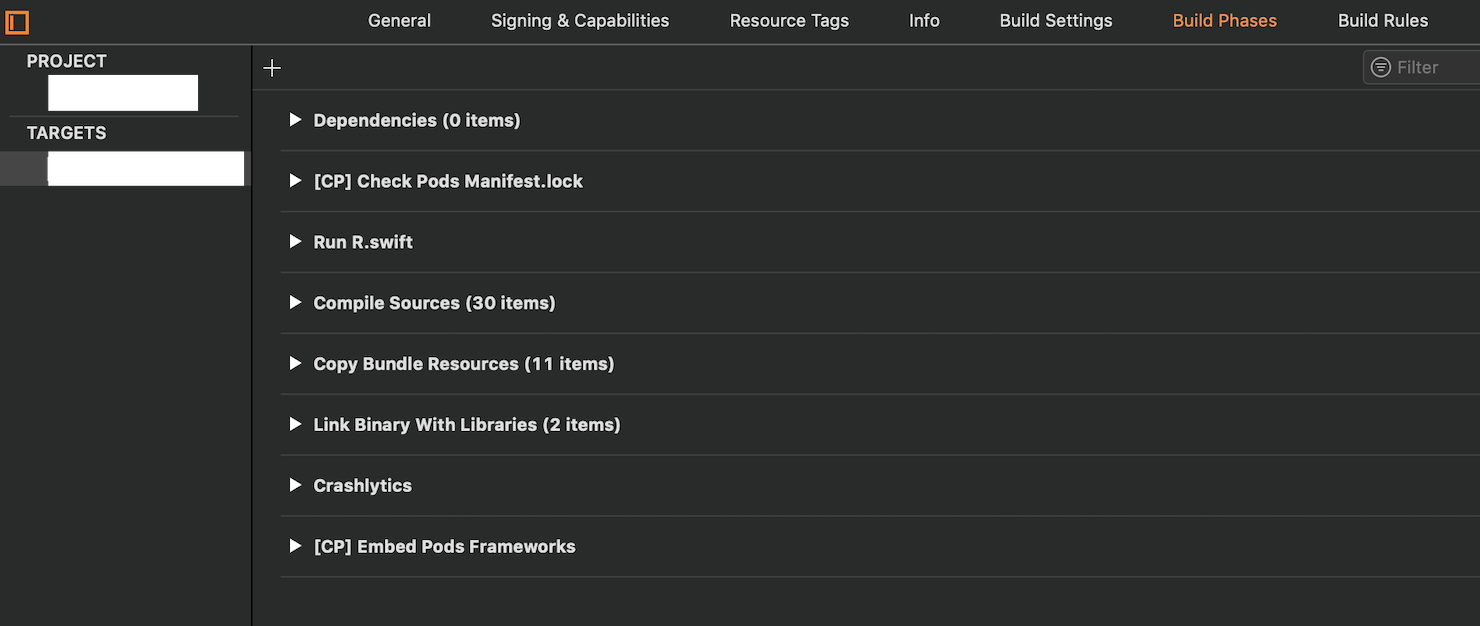 General Signing & Capabilities Resource Tags Info Build Settings Build Phases Build Rules
PROJECT
Filter
TARGETS
Dependencies (0 items)
[CP] Check Pods Manifest.lock
Run R.swift
Compile Sources (30 items)
Copy Bundle Resources (11 items)
Link Binary With Libraries (2 items)
Crashlytics
[CP] Embed Pods Frameworks